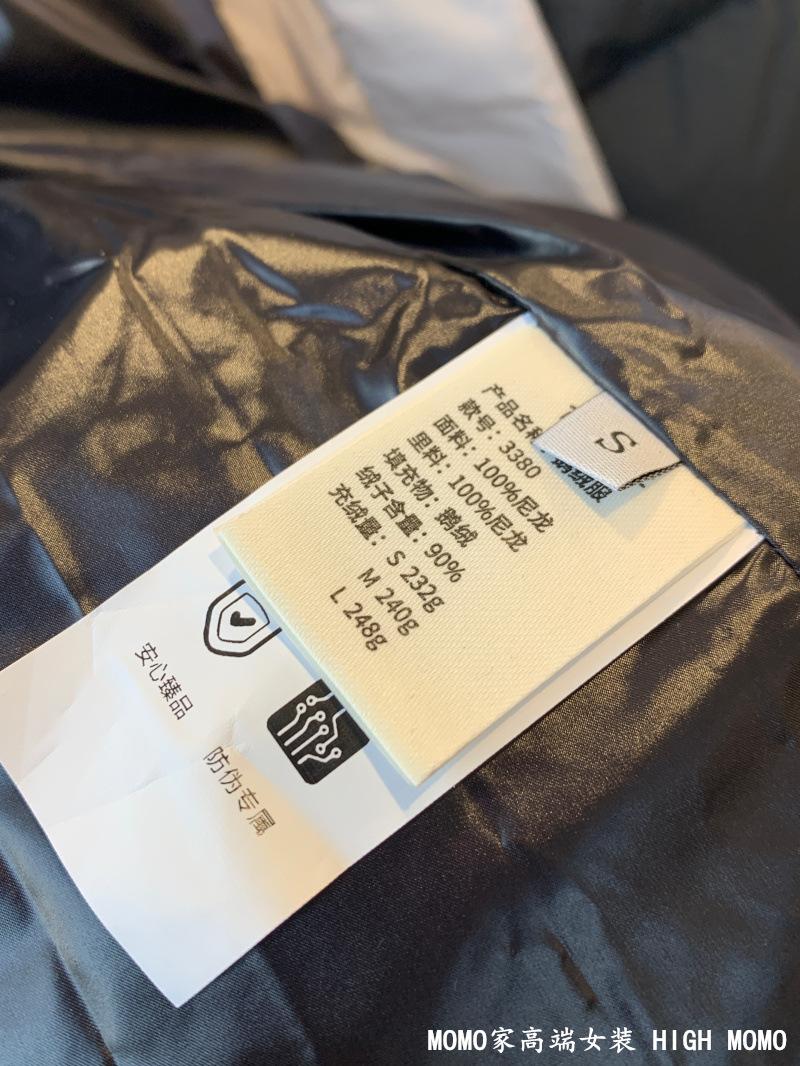 产品名称：鹅绒服
款号：3380
面料：100%尼龙
里料：100%尼龙
填充物：鹅绒
绒子含量：90%
充绒量：S 232g
M 240g
L 248g
S
安心臻品
防伪专属
MOMO家高端女装 HIGH MOMO